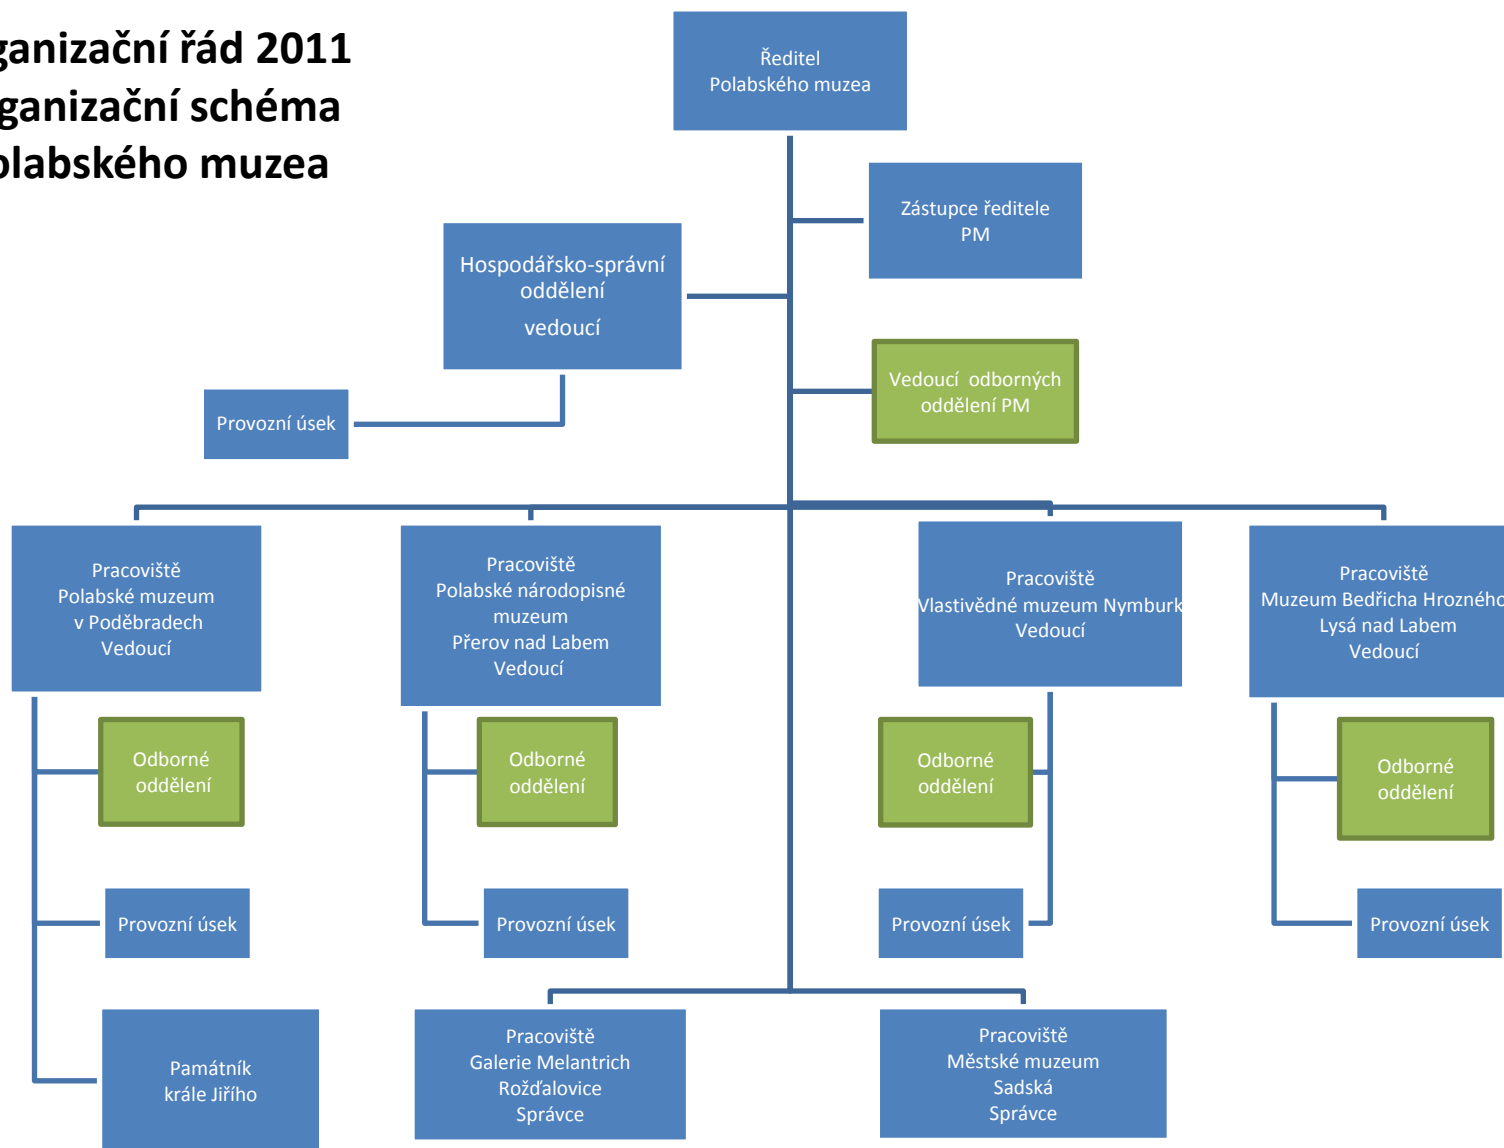 ganizační řád 2011
ganizační schéma
olabského muzea
Ředitel
Polabského muzea
Zástupce ředitele
PM
Hospodářsko-správní
oddělení
vedoucí
Vedoucí odborných
oddělení PM
Provozní úsek
Pracoviště
Polabské muzeum
v Poděbradech
Vedoucí
Pracoviště
Polabské národopisné
muzeum
Přerov nad Labem
Vedoucí
Pracoviště
Vlastivědné muzeum Nymburk
Vedoucí
Pracoviště
Muzeum Bedřicha Hrozného
Lysá nad Labem
Vedoucí
Odborné
oddělení
Odborné
oddělení
Odborné
oddělení
Odborné
oddělení
Provozní úsek
Provozní úsek
Provozní úsek
Provozní úsek
Památník
krále Jiřího
Pracoviště
Galerie Melantrich
Rožďalovice
Správce
Pracoviště
Městské muzeum
Sadská
Správce